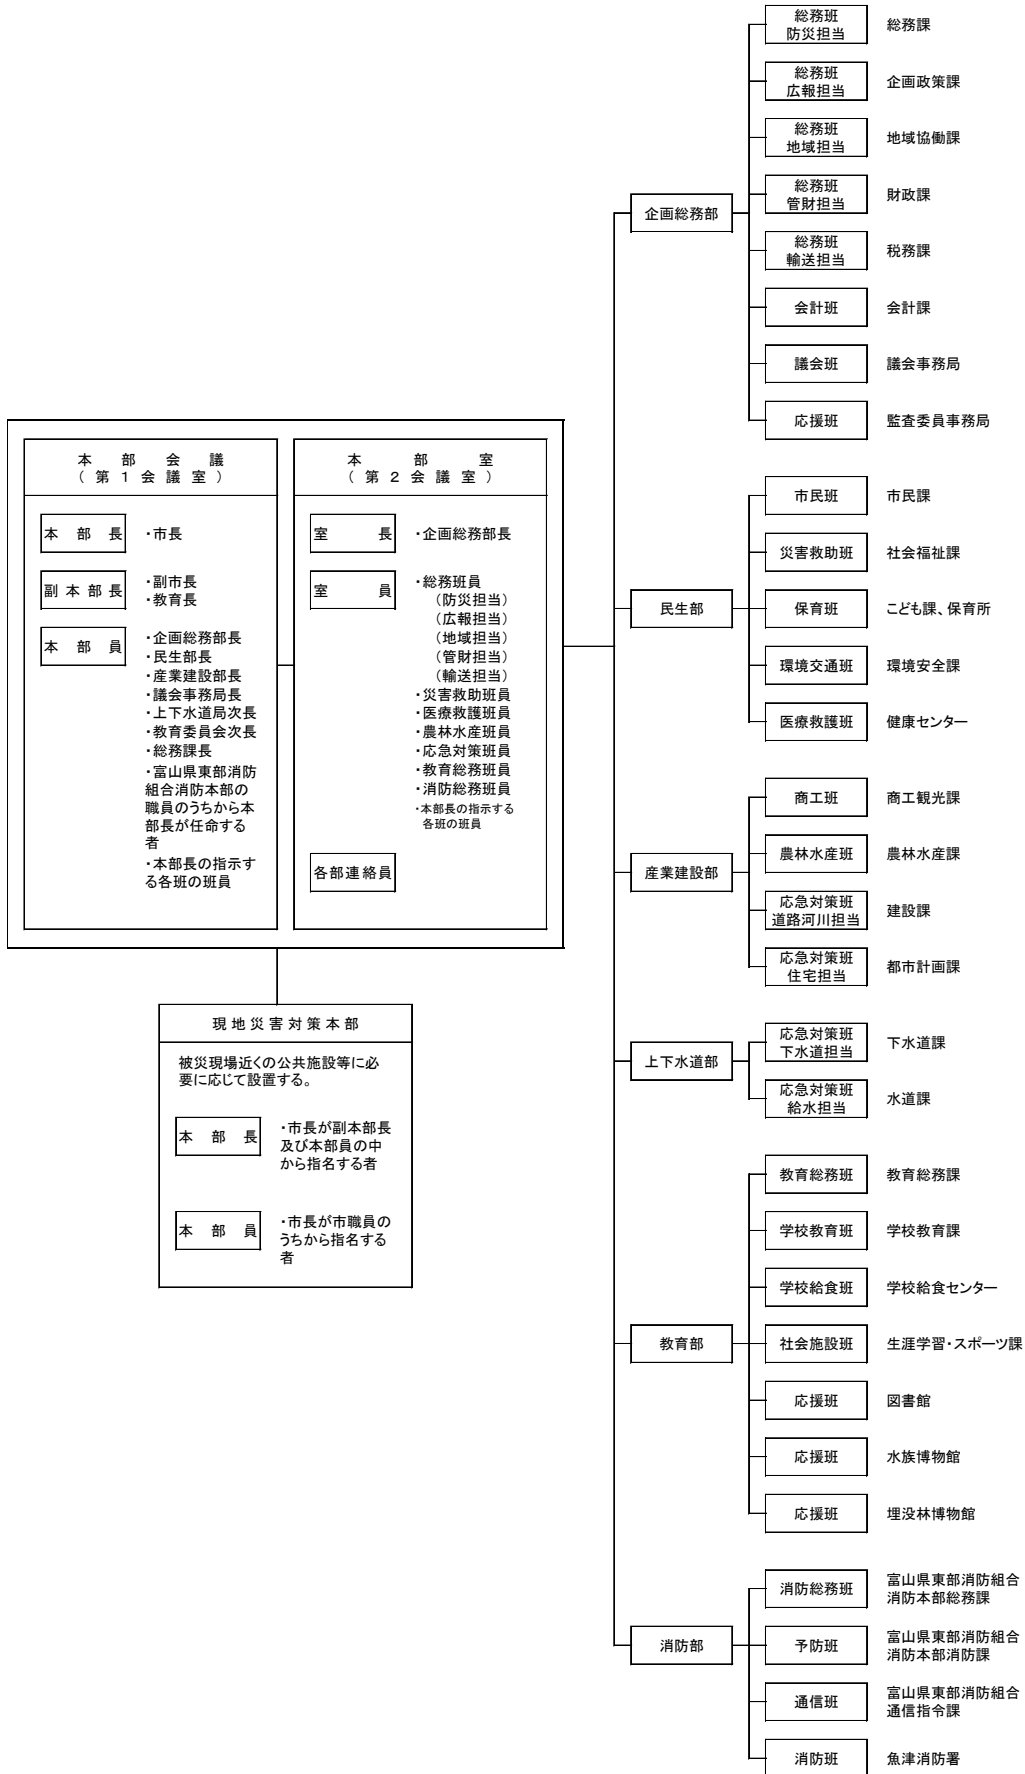 本部会議
(第1会議室)
本部長
・市長
副本部長
・副市長
・教育長
本部員
・企画総務部長
・民生部長
・産業建設部長
・議会事務局長
・上下水道局次長
・教育委員会次長
・総務課長
・富山県東部消防
組合消防本部の
職員のうちから本
部長が任命する
者
・本部長の指示す
る各班の班員
本部室
(第2会議室)
室長
・企画総務部長
室員
・総務班員
(防災担当)
(広報担当)
(地域担当)
(管財担当)
(輸送担当)
・災害救助班員
・医療救護班員
・農林水産班員
・応急対策班員
・教育総務班員
・消防総務班員
・本部長の指示する
各班の班員
各部連絡員
現地災害対策本部
被災現場近くの公共施設等に必
要に応じて設置する。
本部長
・市長が副本部長
及び本部員の中
から指名する者
本部員
・市長が市職員の
うちから指名する
者
企画総務部
総務班
防災担当
総務課
総務班
広報担当
企画政策課
総務班
地域担当
地域協働課
総務班
管財担当
財政課
総務班
輸送担当
税務課
会計班
会計課
議会班
議会事務局
応援班
監査委員事務局
民生部
市民班
市民課
災害救助班
社会福祉課
保育班
こども課、保育所
環境交通班
環境安全課
医療救護班
健康センター
産業建設部
商工班
商工観光課
農林水産班
農林水産課
応急対策班
道路河川担当
建設課
応急対策班
住宅担当
都市計画課
上下水道部
応急対策班
下水道担当
下水道課
応急対策班
給水担当
水道課
教育部
教育総務班
教育総務課
学校教育班
学校教育課
学校給食班
学校給食センター
社会施設班
生涯学習・スポーツ課
応援班
図書館
応援班
水族博物館
応援班
埋没林博物館
消防部
消防総務班
富山県東部消防組合
消防本部総務課
予防班
富山県東部消防組合
消防本部消防課
通信班
富山県東部消防組合
通信指令課
消防班
魚津消防署